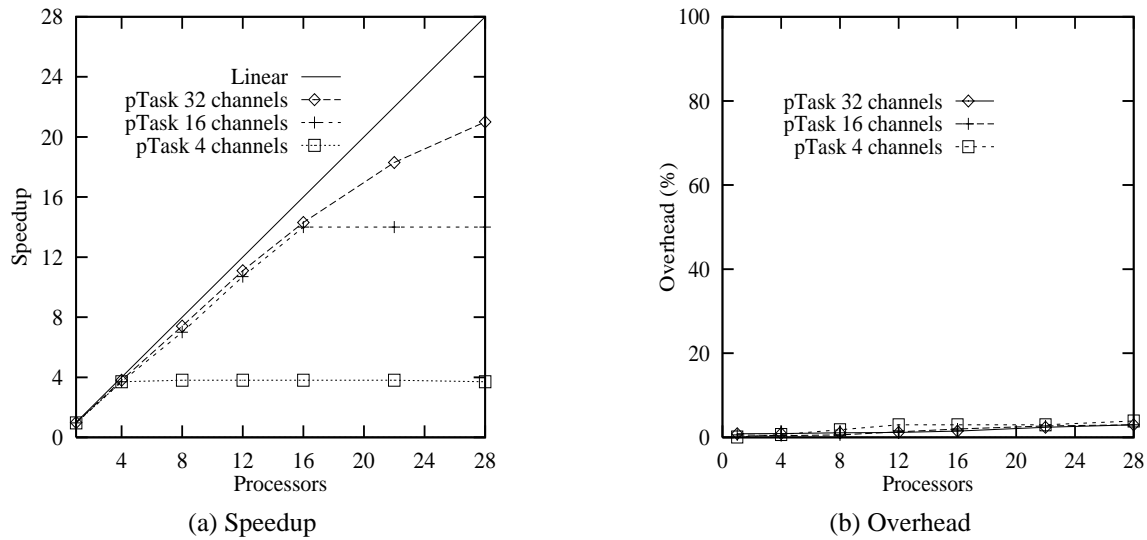 28
24
20
16
12
8
4
0
Speedup
Linear
pTask 32 channels
pTask 16 channels
pTask 4 channels
4 8 12 16 20 24 28
Processors
(a) Speedup
100
80
60
40
20
0
Overhead (%)
pTask 32 channels
pTask 16 channels
pTask 4 channels
0 4 8 12 16 20 24 28
Processors
(b) Overhead